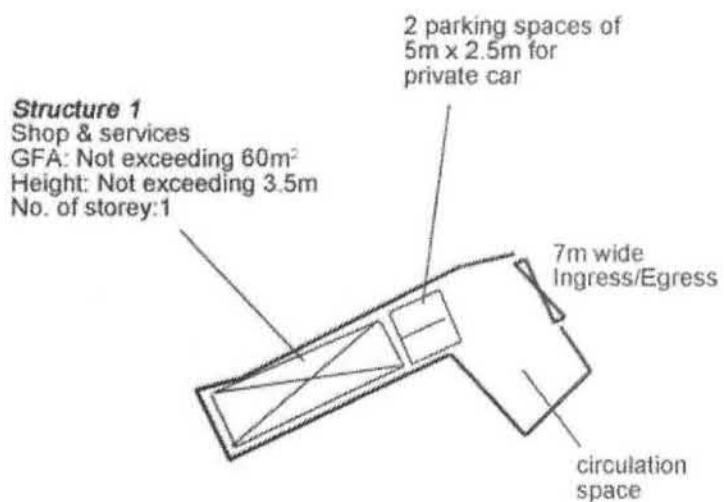 2 parking spaces of
5m x 2.5m for
private car
Structure 1
Shop & services
GFA: Not exceeding 60m²
Height: Not exceeding 3.5m
No. of storey:1
7m wide
Ingress/Egress
circulation
space